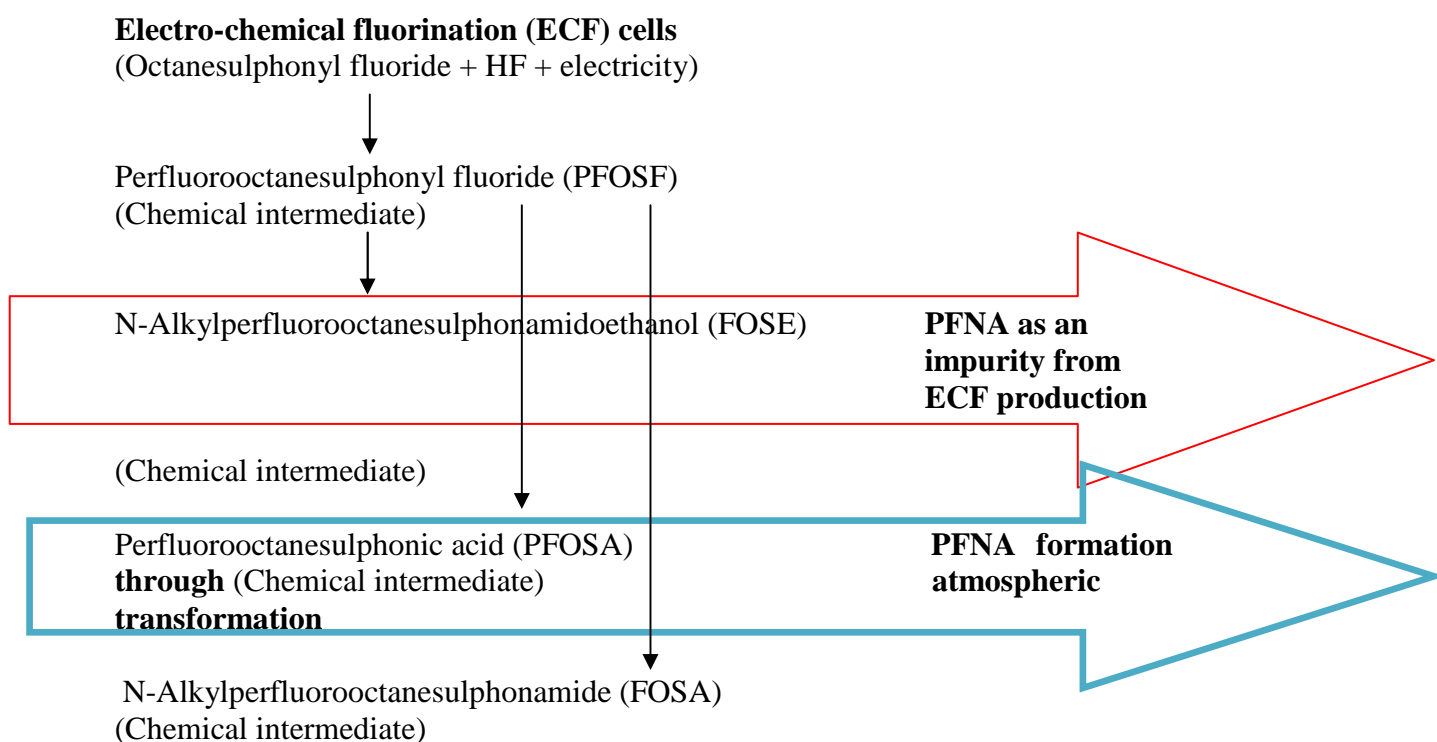 Electro-chemical fluorination (ECF) cells
(Octanesulphonyl fluoride + HF + electricity)
Perfluorooctanesulphonyl fluoride (PFOSF)
(Chemical intermediate)
N-Alkylperfluorooctanesulphonamidoethanol (FOSE)
PFNA as an
impurity from
ECF production
(Chemical intermediate)
Perfluorooctanesulphonic acid (PFOSA)
through (Chemical intermediate)
transformation
PFNA formation
atmospheric
N-Alkylperfluorooctanesulphonamide (FOSA)
(Chemical intermediate)